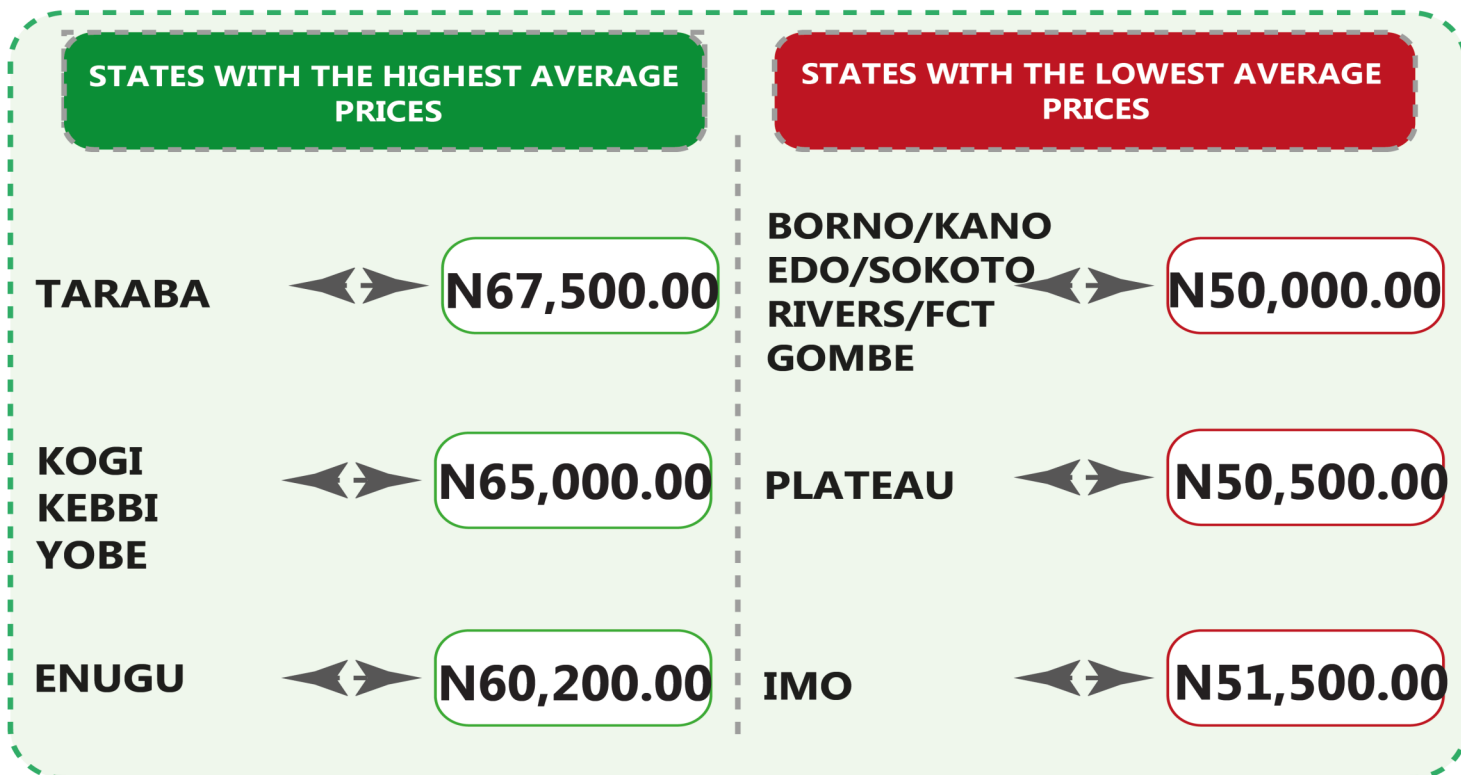 STATES WITH THE HIGHEST AVERAGE
PRICES
TARABA
N67,500.00
KOGI
KEBBI
YOBE
N65,000.00
ENUGU
N60,200.00
STATES WITH THE LOWEST AVERAGE
PRICES
BORNO/KANO
EDO/SOKOTO
RIVERS/FCT
GOMBE
N50,000.00
PLATEAU
N50,500.00
IMO
N51,500.00